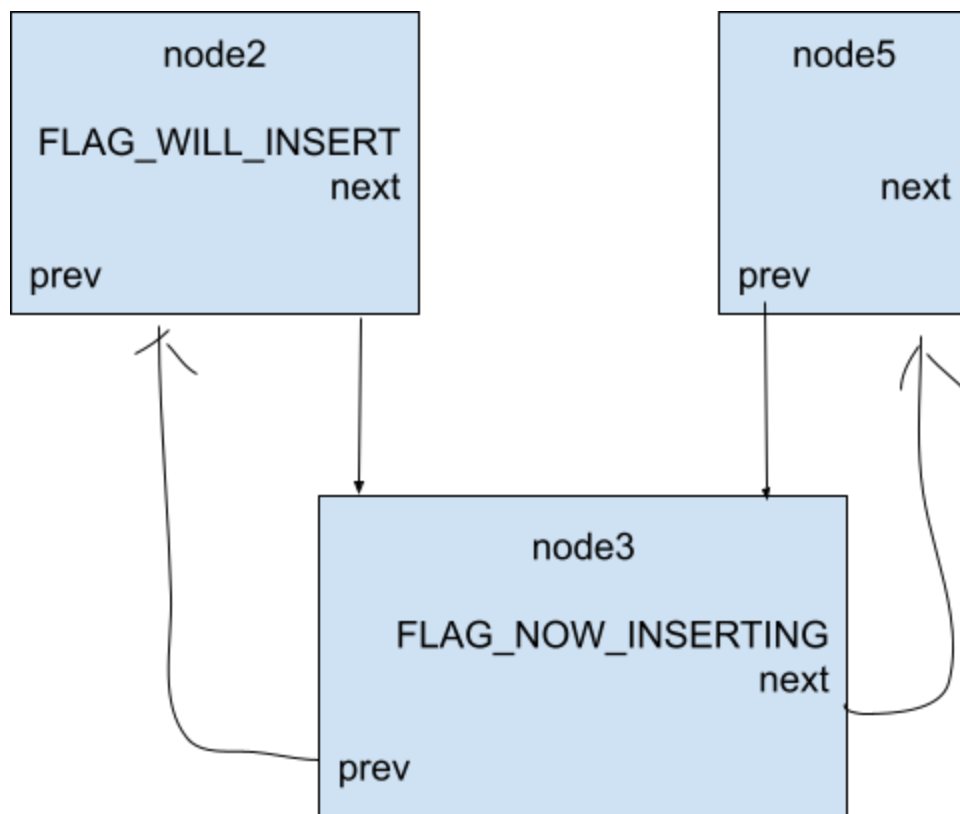 node2
FLAG_WILL_INSERT
next
prev
node5
next
prev
node3
FLAG_NOW_INSERTING
next
prev